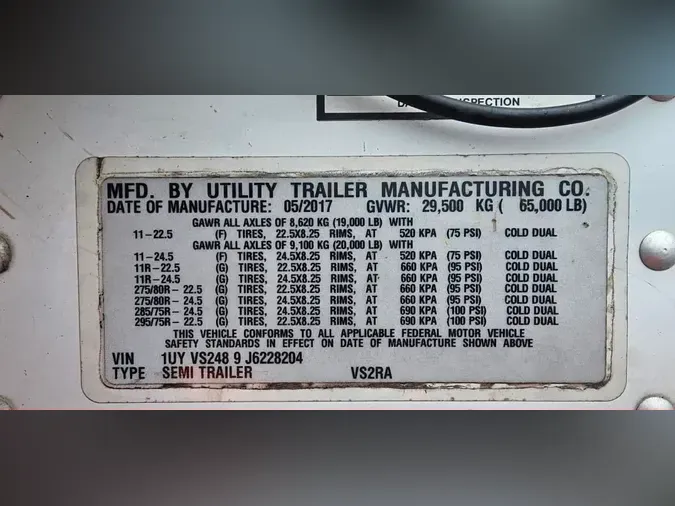 INSPECTION
MFD. BY UTILITY TRAILER MANUFACTURING CO.
DATE OF MANUFACTURE: 05/2017 GVWR: 29,500 KG ( 65,000 LB)
GAWR ALL AXLES OF 8,620 KG (19,000 LB) WITH
11-22.5 (F) TIRES, 22.5X8.25 RIMS, AT 520 KPA (75 PSI) COLD DUAL
GAWR ALL AXLES OF 9,100 KG (20,000 LB) WITH
11-24.5 (F) TIRES, 24.5X8.25 RIMS, AT 520 KPA (75 PSI) COLD DUAL
11R-22.5 (G) TIRES, 22.5X8.25 RIMS, AT 660 KPA (95 PSI) COLD DUAL
11R-24.5 (G) TIRES, 24.5X8.25 RIMS, AT 660 KPA (95 PSI) COLD DUAL
275/80R- 22.5 (G) TIRES, 22.5X8.25 RIMS, AT 660 KPA (95 PSI) COLD DUAL
275/80R- 24.5 (G) TIRES, 24.5X8.25 RIMS, AT 660 KPA (95 PSI) COLD DUAL
285/75R- 24.5 (G) TIRES, 24.5X8.25 RIMS, AT 690 KPA (100 PSI) COLD DUAL
295/75R- 22.5 (G) TIRES, 22.5X8.25 RIMS, AT 690 KPA (100 PSI) COLD DUAL
THIS VEHICLE CONFORMS TO ALL APPLICABLE FEDERAL MOTOR VEHICLE
SAFETY STANDARDS IN EFFECT ON DATE OF MANUFACTURE SHOWN ABOVE
VIN 1UY VS248 9 J6228204
TYPE SEMI TRAILER VS2RA